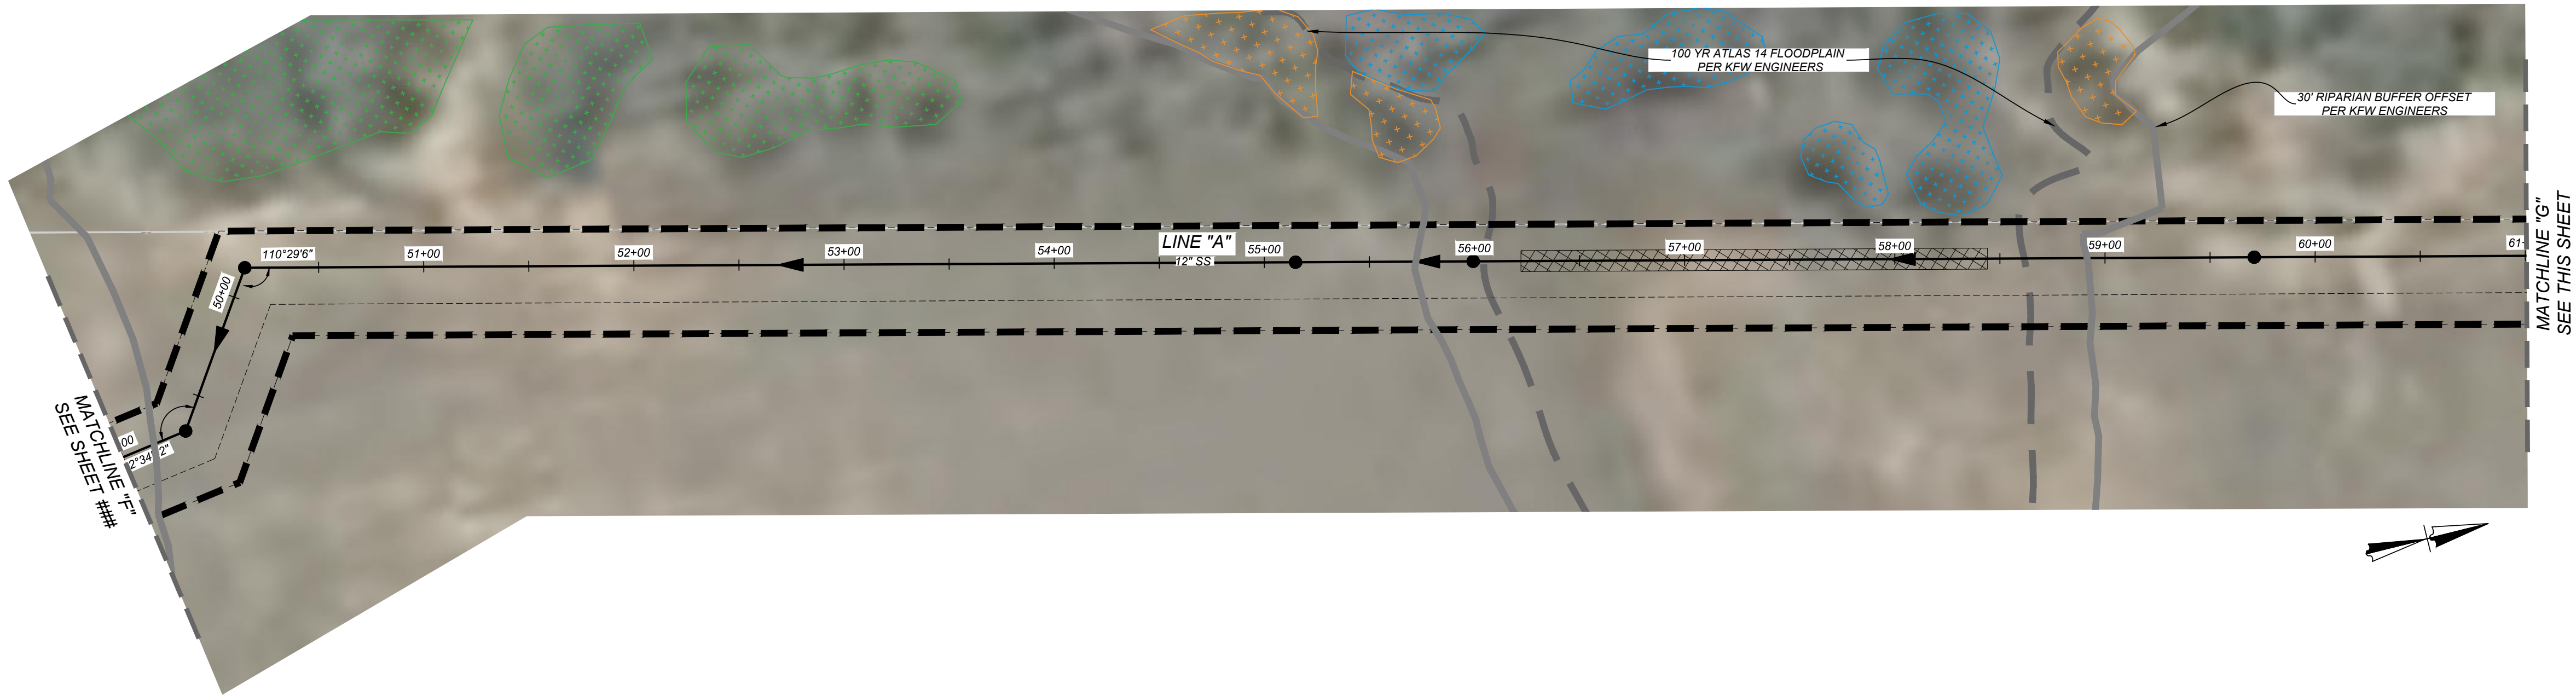 100 YR ATLAS 14 FLOODPLAIN
PER KFW ENGINEERS
30' RIPARIAN BUFFER OFFSET
PER KFW ENGINEERS
110°29'6"
51+00
52+00
53+00
54+00
LINE "A"
12" SS
55+00
56+00
57+00
58+00
59+00
60+00
61+
50+00
00
MATCHLINE "F"
SEE SHEET ###
MATCHLINE "G"
SEE THIS SHEET